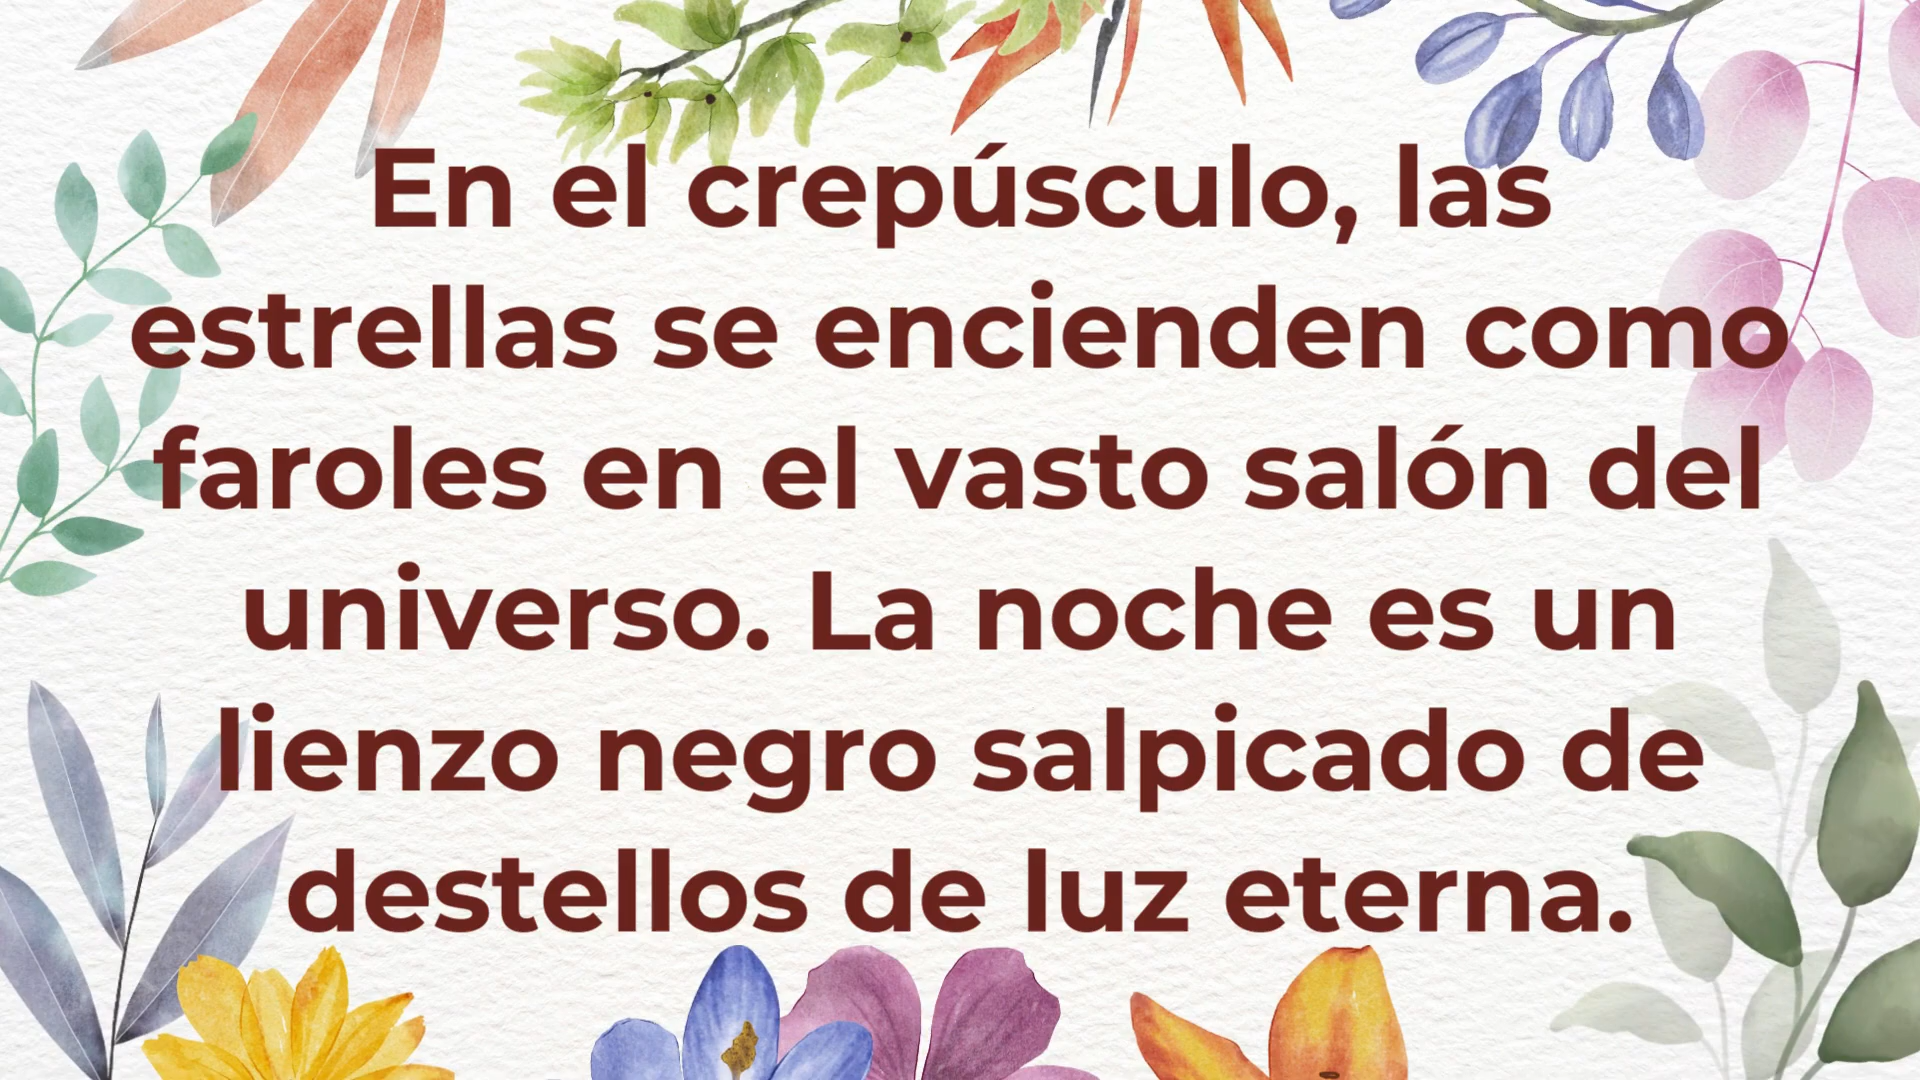 En el crepúsculo, las
estrellas se encienden como
faroles en el vasto salón del
universo. La noche es un
lienzo negro salpicado de
destellos de luz eterna.